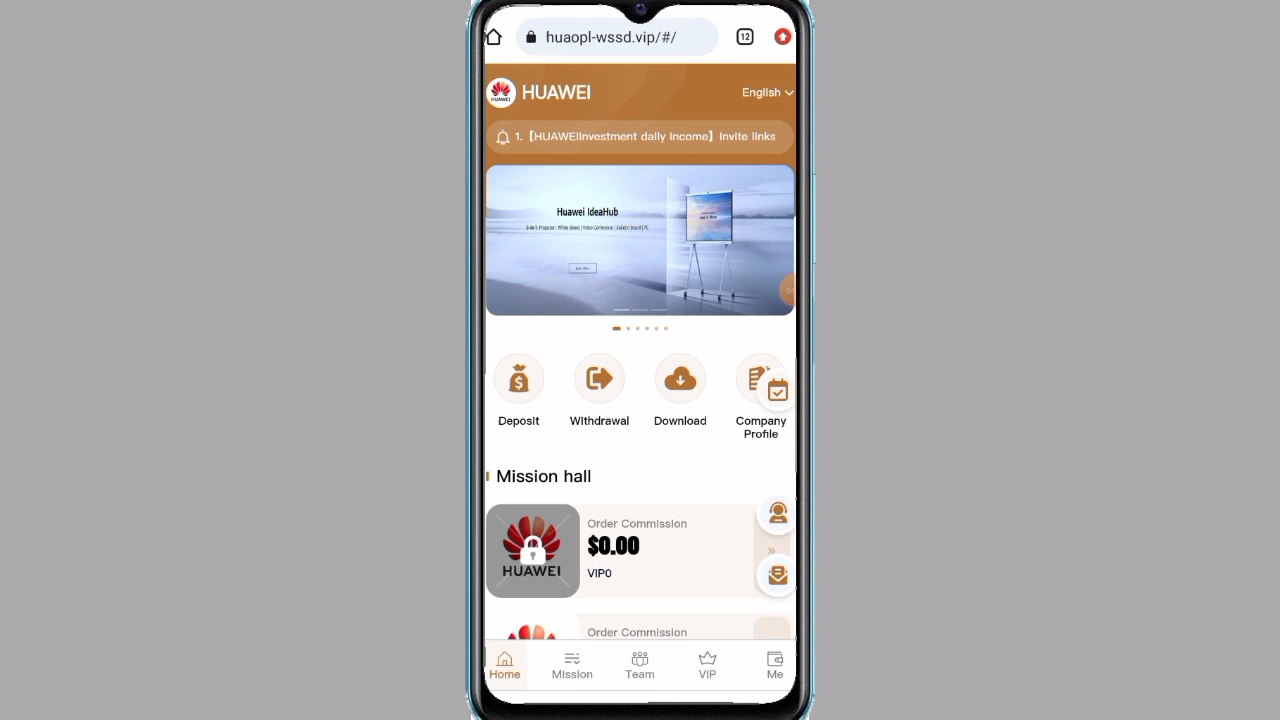 huaopl-wssd.vip/#/
12
HUAWEI
HUAWEI
English
1.【HUAWEIInvestment daily income】Invite links
Huawei IdeaHub
Deposit
Withdrawal
Download
Company
Profile
Mission hall
Order Commission
$0.00
HUAWEI
VIP0
Order Commission
Home
Mission
Team
VIP
Me